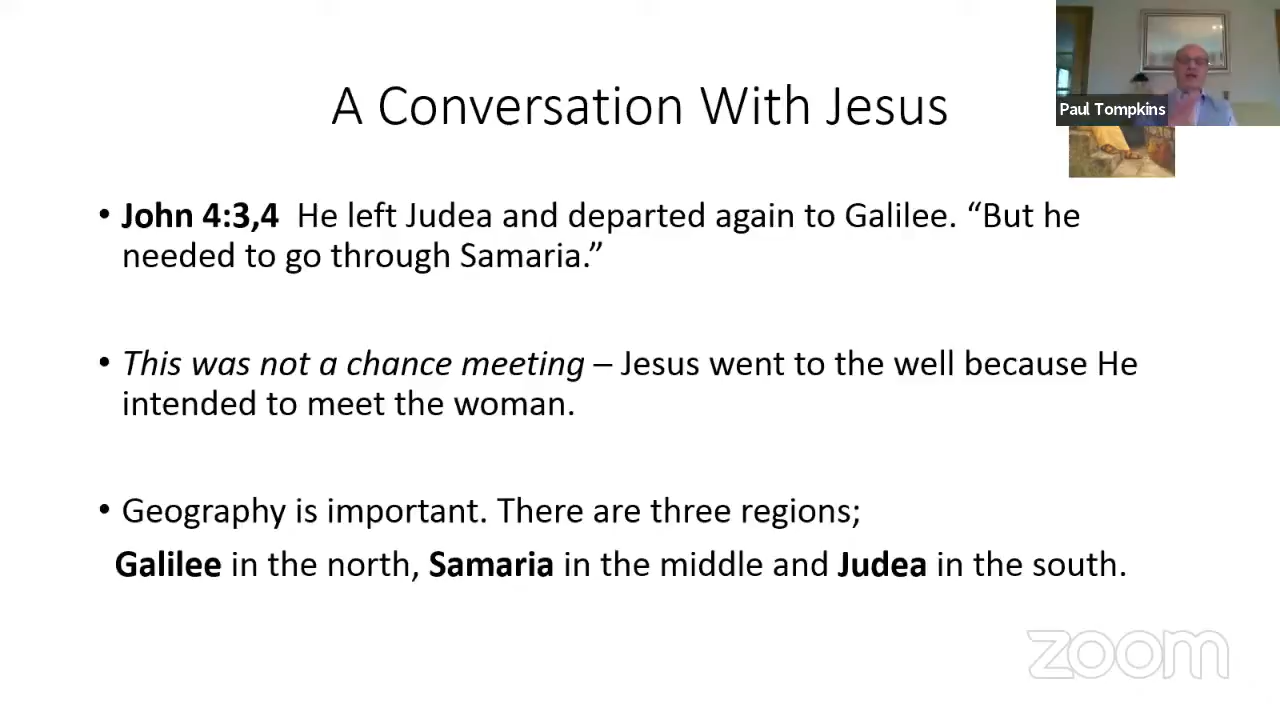 A Conversation With Jesus
Paul Tompkins
• John 4:3,4 He left Judea and departed again to Galilee. “But he
needed to go through Samaria.”
• This was not a chance meeting – Jesus went to the well because He
intended to meet the woman.
• Geography is important. There are three regions;
Galilee in the north, Samaria in the middle and Judea in the south.
zoom